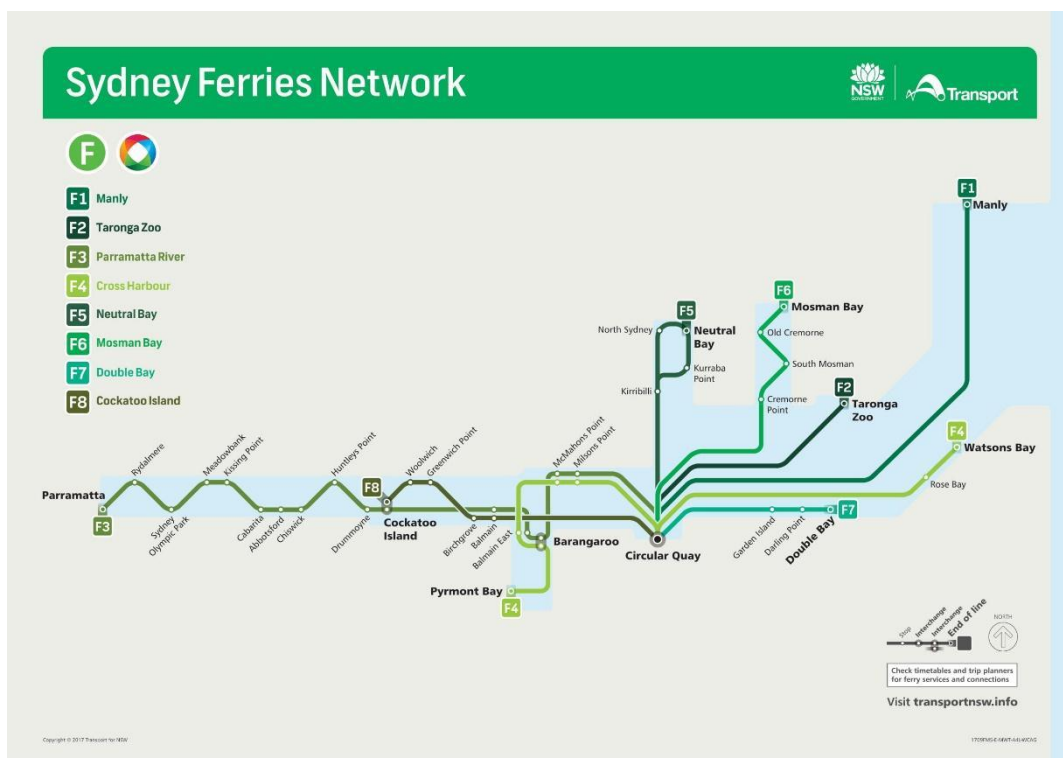 Sydney Ferries Network
NSW
GOVERNMENT
Transport
F
F1 Manly
F2 Taronga Zoo
F3 Parramatta River
F4 Cross Harbour
F5 Neutral Bay
F6 Mosman Bay
F7 Double Bay
F8 Cockatoo Island
F1
Manly
F6
Mosman Bay
F5
North Sydney
Neutral
Bay
Old Cremorne
South Mosman
Kurraba
Point
Kirribilli
Cremorne
Point
F2
Taronga
Zoo
F4
Watsons Bay
Rose Bay
Parramatta
F3
Rydalmere
Sydney
Olympic Park
Meadowbank
Kissing Point
Cabarita
Abbotsford
Chiswick
Huntleys Point
Drummoyne
F8
Cockatoo
Island
Woolwich
Greenwich Point
Birchgrove
Balmain
Balmain East
McMahons Point
Milsons Point
Barangaroo
Pyrmont Bay
F4
Circular Quay
Garden Island
Darling Point
Double Bay
F7
Stop
Interchange
Interchange
End of line
NORTH
Check timetables and trip planners
for ferry services and connections
Visit transportnsw.info
Copyright © 2017 Transport for NSW